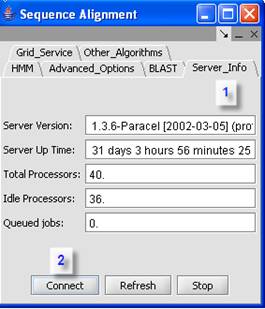 Sequence Alignment
Grid_Service Other_Algorithms
HMM Advanced_Options BLAST Server_Info
1
Server Version: 1.3.6-Paracel [2002-03-05] (pro
Server Up Time: 31 days 3 hours 56 minutes 25
Total Processors: 40.
Idle Processors: 36.
Queued jobs: 0.
2
Connect Refresh Stop